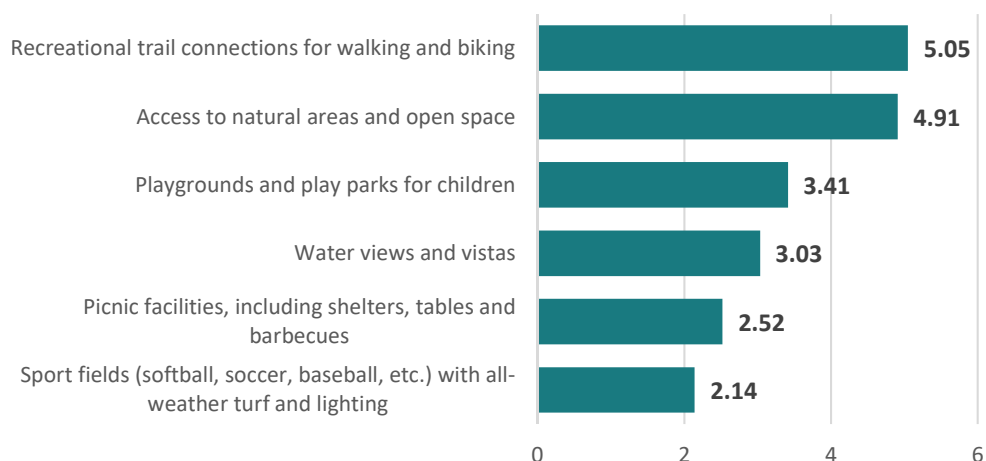 Recreational trail connections for walking and biking
5.05
Access to natural areas and open space
4.91
Playgrounds and play parks for children
3.41
Water views and vistas
3.03
Picnic facilities, including shelters, tables and
barbecues
2.52
Sport fields (softball, soccer, baseball, etc.) with all-
weather turf and lighting
2.14
0 2 4 6